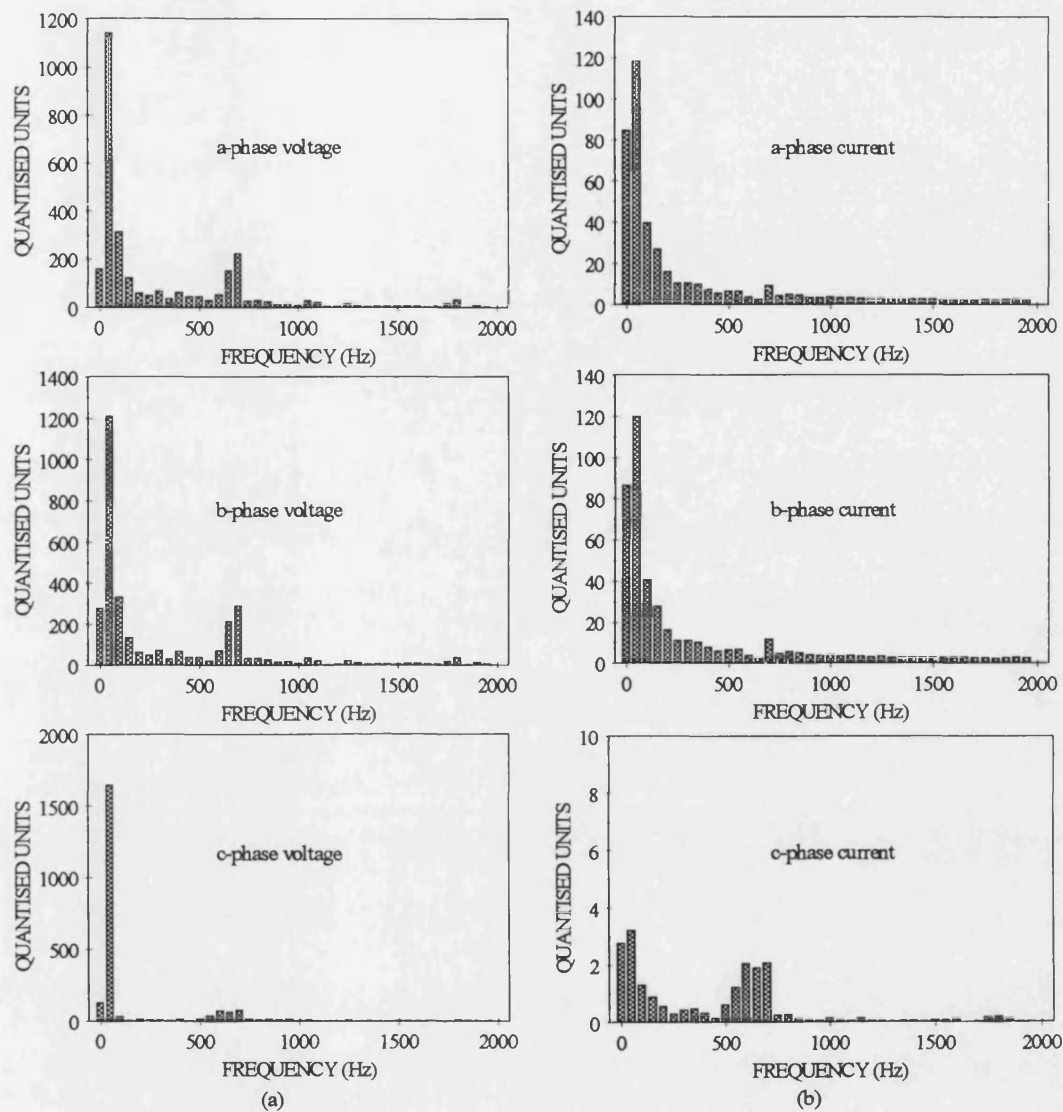 1200
1000
800
600
400
200
0
QUANTISED UNITS
a-phase voltage
0 500 1000 1500 2000
FREQUENCY (Hz)
140
120
100
80
60
40
20
0
QUANTISED UNITS
a-phase current
0 500 1000 1500 2000
FREQUENCY (Hz)
1400
1200
1000
800
600
400
200
0
QUANTISED UNITS
b-phase voltage
0 500 1000 1500 2000
FREQUENCY (Hz)
140
120
100
80
60
40
20
0
QUANTISED UNITS
b-phase current
0 500 1000 1500 2000
FREQUENCY (Hz)
2000
1500
1000
500
0
QUANTISED UNITS
c-phase voltage
0 500 1000 1500 2000
FREQUENCY (Hz)
(a)
10
8
6
4
2
0
QUANTISED UNITS
c-phase current
0 500 1000 1500 2000
FREQUENCY (Hz)
(b)